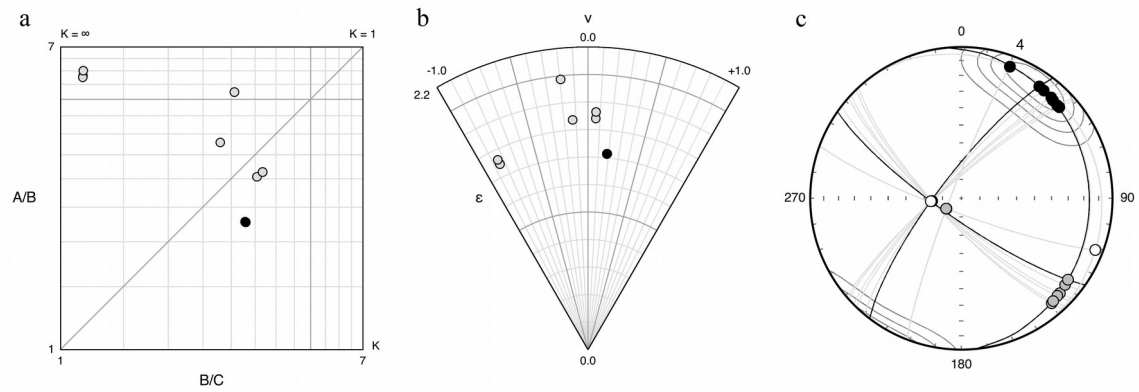 a
K = ∞
K = 1
7
A/B
1
1
7
K
B/C
b
ν
0.0
-1.0
+1.0
2.2
ε
0.0
c
0
4
270
90
180